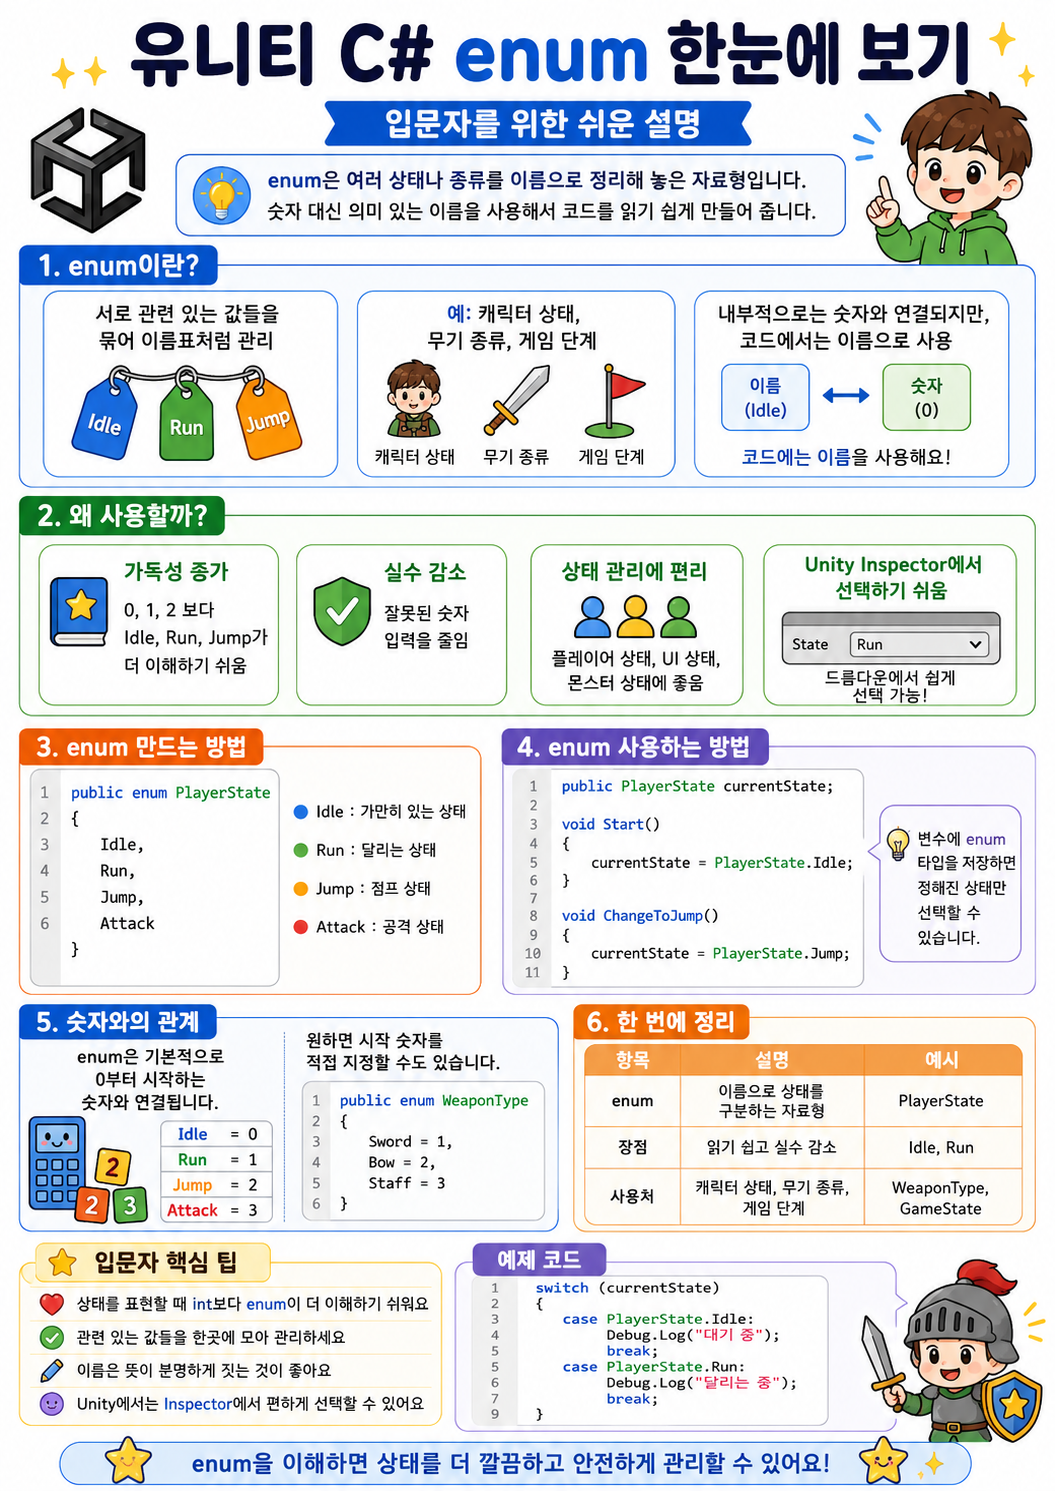 유니티 C# enum 한눈에 보기
입문자를 위한 쉬운 설명
enum은 여러 상태나 종류를 이름으로 정리해 놓은 자료형입니다.
숫자 대신 의미 있는 이름을 사용해서 코드를 읽기 쉽게 만들어 줍니다.
1. enum이란?
서로 관련 있는 값들을
묶어 이름표처럼 관리
Idle
Run
Jump
예: 캐릭터 상태,
무기 종류, 게임 단계
캐릭터 상태
무기 종류
게임 단계
내부적으로는 숫자와 연결되지만,
코드에서는 이름으로 사용
이름
(Idle)
숫자
(0)
코드에는 이름을 사용해요!
2. 왜 사용할까?
가독성 종가
0, 1, 2 보다
Idle, Run, Jump가
더 이해하기 쉬움
실수 감소
잘못된 숫자
입력을 줄임
상태 관리에 편리
플레이어 상태, UI 상태,
몬스터 상태에 좋음
Unity Inspector에서
선택하기 쉬움
State Run
드름다운에서 쉽게
선택 가능!
3. enum 만드는 방법
1 public enum PlayerState
2 {
3 Idle,
4 Run,
5 Jump,
6 Attack
}
Idle : 가만히 있는 상태
Run : 달리는 상태
Jump : 점프 상태
Attack : 공격 상태
4. enum 사용하는 방법
1 public PlayerState currentState;
2
3 void Start()
4 {
5 currentState = PlayerState.Idle;
6 }
7
8 void ChangeToJump()
9 {
10 currentState = PlayerState.Jump;
11 }
변수에 enum
타입을 저장하면
정해진 상태만
선택할 수
있습니다.
5. 숫자와의 관계
enum은 기본적으로
0부터 시작하는
숫자와 연결됩니다.
2
2
3
Idle = 0
Run = 1
Jump = 2
Attack = 3
원하면 시작 숫자를
직접 지정할 수도 있습니다.
1 public enum WeaponType
2 {
3 Sword = 1,
4 Bow = 2,
5 Staff = 3
6 }
6. 한 번에 정리
항목 설명 예시
enum 이름으로 상태를 구분하는 자료형 PlayerState
장점 읽기 쉽고 실수 감소 Idle, Run
사용처 캐릭터 상태, 무기 종류, 게임 단계 WeaponType, GameState
입문자 핵심 팁
상태를 표현할 때 int보다 enum이 더 이해하기 쉬워요
관련 있는 값들을 한곳에 모아 관리하세요
이름은 뜻이 분명하게 짓는 것이 좋아요
Unity에서는 Inspector에서 편하게 선택할 수 있어요
예제 코드
1 switch (currentState)
2 {
3 case PlayerState.Idle:
4 Debug.Log("대기 중");
5 break;
5 case PlayerState.Run:
6 Debug.Log("달리는 중");
7 break;
9 }
enum을 이해하면 상태를 더 깔끔하고 안전하게 관리할 수 있어요!